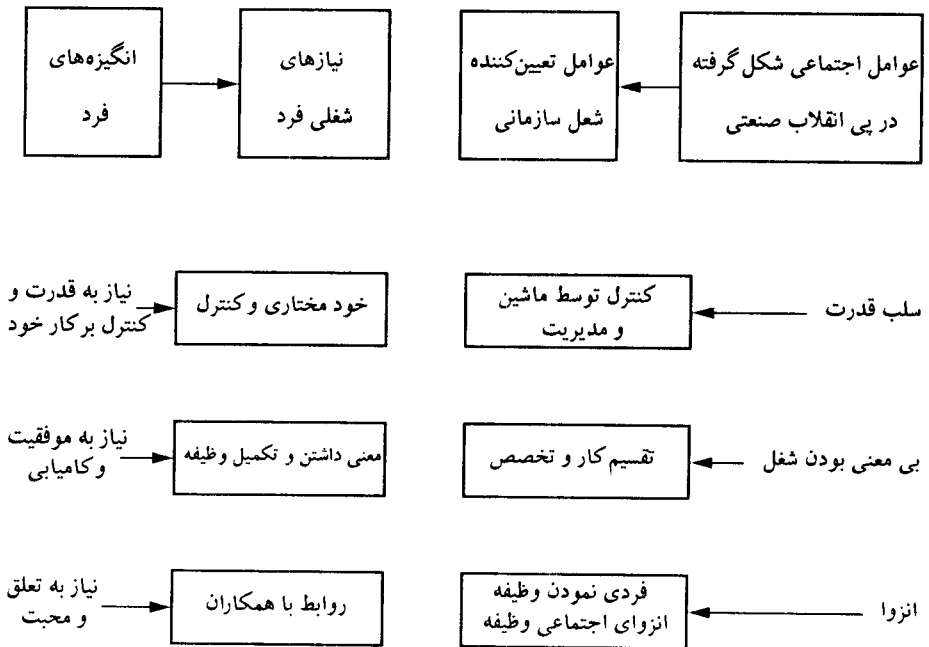 عوامل اجتماعی شکل گرفته
در پی انقلاب صنعتی
عوامل تعیین‌کننده
شعل سازمانی
نیازهای
شغلی فرد
انگیزه‌های
فرد
سلب قدرت
کنترل توسط ماشین
و مدیریت
خود مختاری و کنترل
نیاز به قدرت و
کنترل بر کار خود
بی معنی بودن شغل
تقسیم کار و تخصص
معنی داشتن و تکمیل وظیفه
نیاز به موفقیت
و کامیابی
انزوا
فردی نمودن وظیفه
انزوای اجتماعی وظیفه
روابط با همکاران
نیاز به تعلق
و محبت